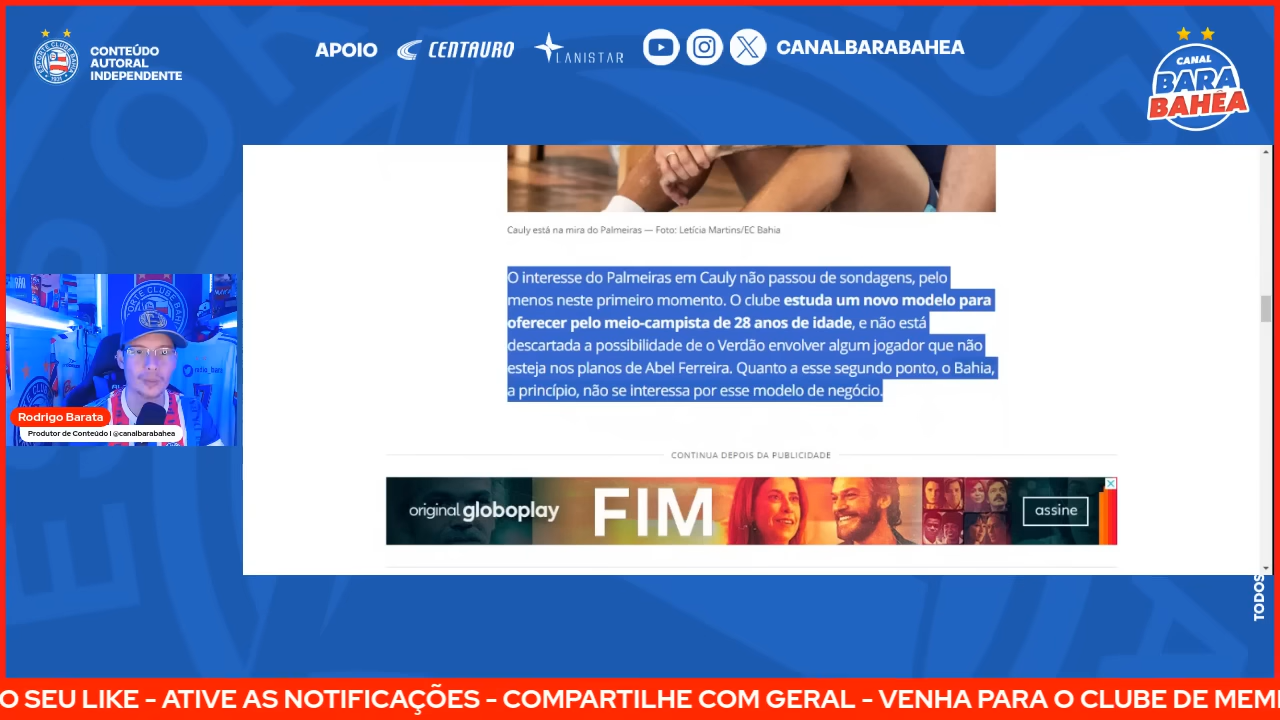 CONTEÚDO
AUTORAL
INDEPENDENTE
ESPORTE CLUBE BAHIA
1931
APOIO
CENTAURO
LANISTAR
CANALBARABAHEA
CANAL
BARA
BAHÊA
Cauly está na mira do Palmeiras — Foto: Letícia Martins/EC Bahia
O interesse do Palmeiras em Cauly não passou de sondagens, pelo
menos neste primeiro momento. O clube estuda um novo modelo para
oferecer pelo meio-campista de 28 anos de idade, e não está
descartada a possibilidade de o Verdão envolver algum jogador que não
esteja nos planos de Abel Ferreira. Quanto a esse segundo ponto, o Bahia,
a princípio, não se interessa por esse modelo de negócio.
Rodrigo Barata
Produtor de Conteúdo | @canalbarabahea
CONTINUA DEPOIS DA PUBLICIDADE
original globoplay
FIM
assine
TODOS
O SEU LIKE - ATIVE AS NOTIFICAÇÕES - COMPARTILHE COM GERAL - VENHA PARA O CLUBE DE MEM